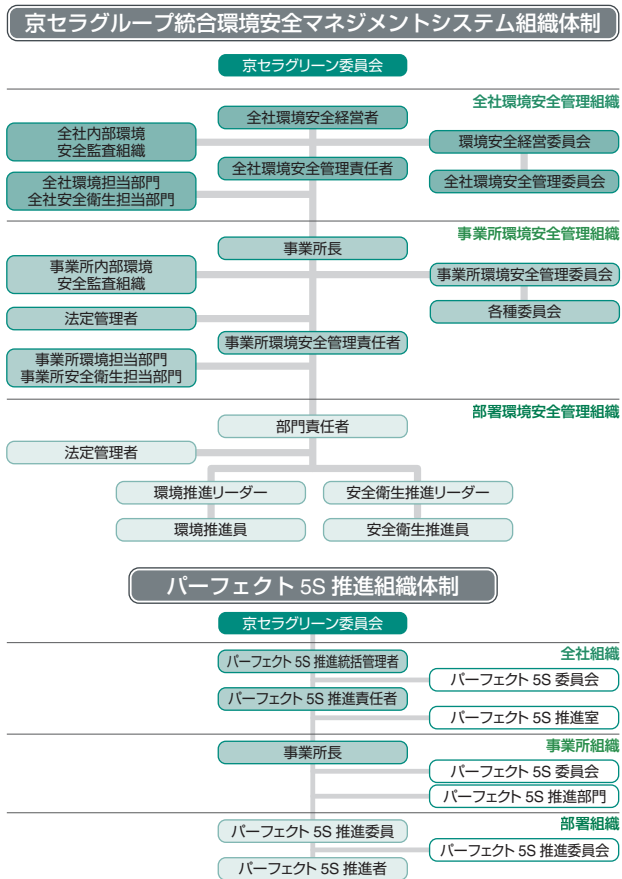 京セラグループ統合環境安全マネジメントシステム組織体制
京セラグリーン委員会
全社環境安全管理組織
全社環境安全経営者
全社内部環境
安全監査組織
環境安全経営委員会
全社環境安全管理責任者
全社環境担当部門
全社安全衛生担当部門
全社環境安全管理委員会
事業所環境安全管理組織
事業所長
事業所内部環境
安全監査組織
事業所環境安全管理委員会
法定管理者
各種委員会
事業所環境安全管理責任者
事業所環境担当部門
事業所安全衛生担当部門
部署環境安全管理組織
部門責任者
法定管理者
環境推進リーダー
安全衛生推進リーダー
環境推進員
安全衛生推進員
パーフェクト 5S 推進組織体制
京セラグリーン委員会
全社組織
パーフェクト 5S 推進統括管理者
パーフェクト 5S 委員会
パーフェクト 5S 推進責任者
パーフェクト 5S 推進室
事業所組織
事業所長
パーフェクト 5S 委員会
パーフェクト 5S 推進部門
部署組織
パーフェクト 5S 推進委員
パーフェクト 5S 推進委員会
パーフェクト 5S 推進者